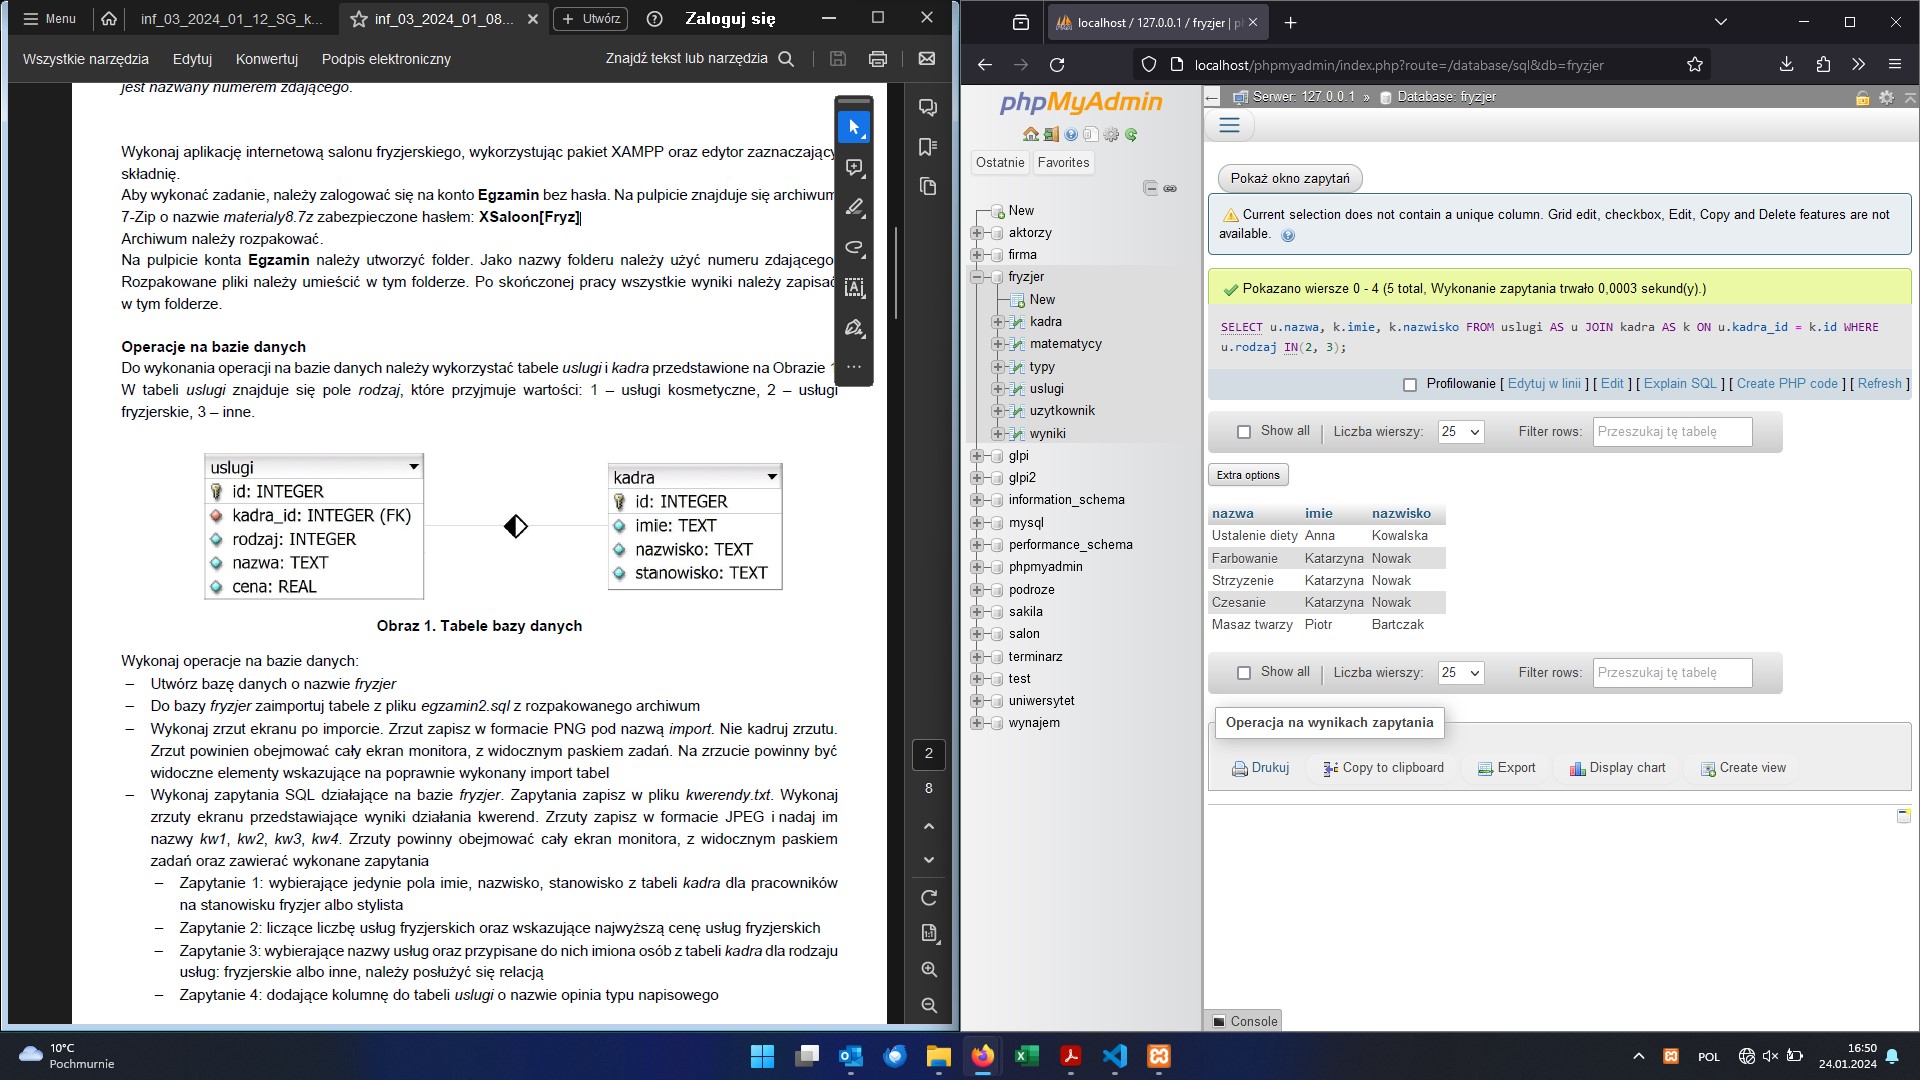 Menu
inf_03_2024_01_12_SG_k...
inf_03_2024_01_08...
Utwórz
Zaloguj się
Wszystkie narzędzia
Edytuj
Konwertuj
Podpis elektroniczny
Znajdź tekst lub narzędzia
jest nazwany numerem zdającego.
Wykonaj aplikację internetową salonu fryzjerskiego, wykorzystując pakiet XAMPP oraz edytor zaznaczający
składnię.
Aby wykonać zadanie, należy zalogować się na konto Egzamin bez hasła. Na pulpicie znajduje się archiwum
7-Zip o nazwie materialy8.7z zabezpieczone hasłem: XSaloon[Fryz]
Archiwum należy rozpakować.
Na pulpicie konta Egzamin należy utworzyć folder. Jako nazwy folderu należy użyć numeru zdającego
Rozpakowane pliki należy umieścić w tym folderze. Po skończonej pracy wszystkie wyniki należy zapisać
w tym folderze.
Operacje na bazie danych
Do wykonania operacji na bazie danych należy wykorzystać tabele uslugi i kadra przedstawione na Obrazie 1
W tabeli uslugi znajduje się pole rodzaj, które przyjmuje wartości: 1 – usługi kosmetyczne, 2 – usługi
fryzjerskie, 3 – inne.
uslugi
id: INTEGER
kadra_id: INTEGER (FK)
rodzaj: INTEGER
nazwa: TEXT
cena: REAL
kadra
id: INTEGER
imie: TEXT
nazwisko: TEXT
stanowisko: TEXT
Obraz 1. Tabele bazy danych
Wykonaj operacje na bazie danych:
– Utwórz bazę danych o nazwie fryzjer
– Do bazy fryzjer zaimportuj tabele z pliku egzamin2.sql z rozpakowanego archiwum
– Wykonaj zrzut ekranu po imporcie. Zrzut zapisz w formacie PNG pod nazwą import. Nie kadruj zrzutu.
Zrzut powinien obejmować cały ekran monitora, z widocznym paskiem zadań. Na zrzucie powinny być
widoczne elementy wskazujące na poprawnie wykonany import tabel
– Wykonaj zapytania SQL działające na bazie fryzjer. Zapytania zapisz w pliku kwerendy.txt. Wykonaj
zrzuty ekranu przedstawiające wyniki działania kwerend. Zrzuty zapisz w formacie JPEG i nadaj im
nazwy kw1, kw2, kw3, kw4. Zrzuty powinny obejmować cały ekran monitora, z widocznym paskiem
zadań oraz zawierać wykonane zapytania
– Zapytanie 1: wybierające jedynie pola imie, nazwisko, stanowisko z tabeli kadra dla pracowników
na stanowisku fryzjer albo stylista
– Zapytanie 2: liczące liczbę usług fryzjerskich oraz wskazujące najwyższą cenę usług fryzjerskich
– Zapytanie 3: wybierające nazwy usług oraz przypisane do nich imiona osób z tabeli kadra dla rodzaju
usług: fryzjerskie albo inne, należy posłużyć się relacją
– Zapytanie 4: dodające kolumnę do tabeli uslugi o nazwie opinia typu napisowego
2
8
localhost / 127.0.0.1 / fryzjer | p
localhost/phpmyadmin/index.php?route=/database/sql&db=fryzjer
phpMyAdmin
Ostatnie
Favorites
New
aktorzy
firma
fryzjer
New
kadra
matematycy
typy
uslugi
uzytkownik
wyniki
glpi
glpi2
information_schema
mysql
performance_schema
phpmyadmin
podroze
sakila
salon
terminarz
test
uniwersytet
wynajem
Serwer: 127.0.0.1 » Database: fryzjer
Pokaż okno zapytań
Current selection does not contain a unique column. Grid edit, checkbox, Edit, Copy and Delete features are not
available.
Pokazano wiersze 0 - 4 (5 total, Wykonanie zapytania trwało 0,0003 sekund(y).)
SELECT u.nazwa, k.imie, k.nazwisko FROM uslugi AS u JOIN kadra AS k ON u.kadra_id = k.id WHERE
u.rodzaj IN(2, 3);
Profilowanie [ Edytuj w linii ] [ Edit ] [ Explain SQL ] [ Create PHP code ] [ Refresh ]
Show all
Liczba wierszy:
25
Filter rows:
Przeszukaj tę tabelę
Extra options
nazwa imie nazwisko
Ustalenie diety Anna Kowalska
Farbowanie Katarzyna Nowak
Strzyzenie Katarzyna Nowak
Czesanie Katarzyna Nowak
Masaz twarzy Piotr Bartczak
Show all
Liczba wierszy:
25
Filter rows:
Przeszukaj tę tabelę
Operacja na wynikach zapytania
Drukuj
Copy to clipboard
Export
Display chart
Create view
Console
10°C
Pochmurnie
POL
16:50
24.01.2024